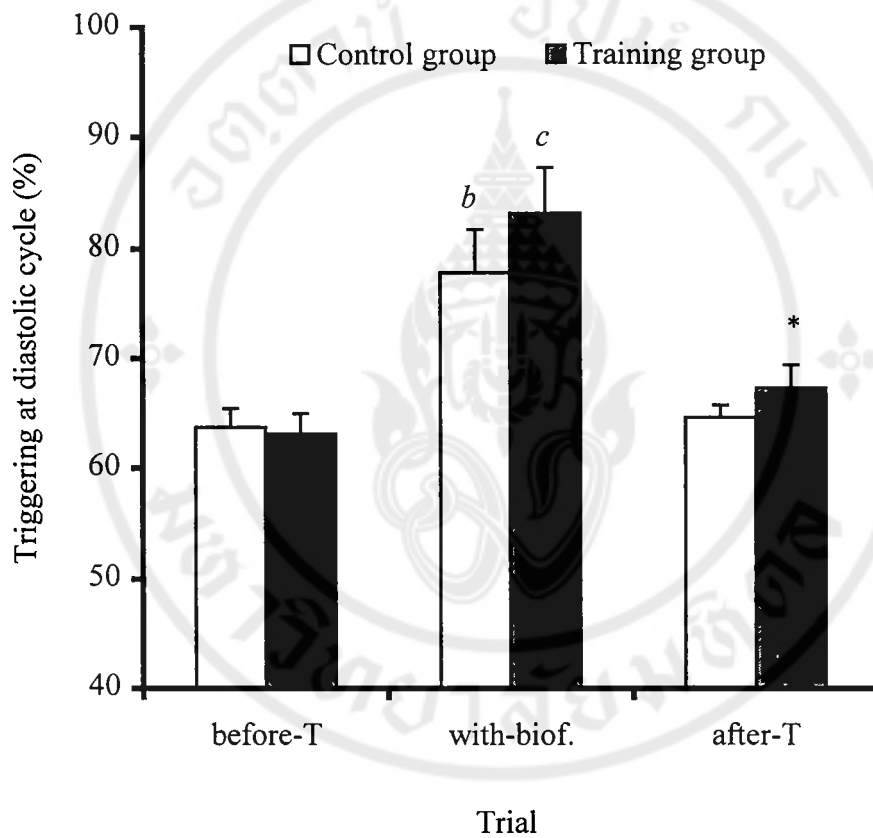 100
90
80
70
60
50
40
Triggering at diastolic cycle (%)
Control group Training group
b
c
*
before-T with-biof. after-T
Trial